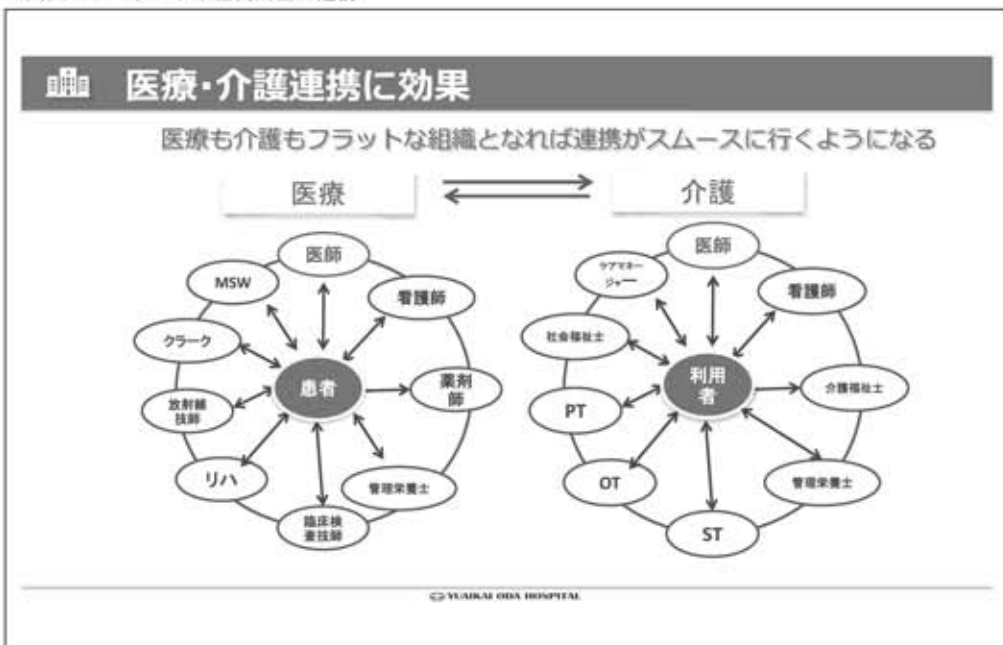 医療・介護連携に効果
医療も介護もフラットな組織となれば連携がスムースに行くようになる
医療
介護
医師
MSW
看護師
クラーク
患者
薬剤
師
放射線
技師
リハ
管理栄養士
臨床検
査技師
医師
ケアマネー
ジャー
看護師
社会福祉士
利用
者
介護福祉士
PT
OT
管理栄養士
ST
YUAIKAI ODA HOSPITAL